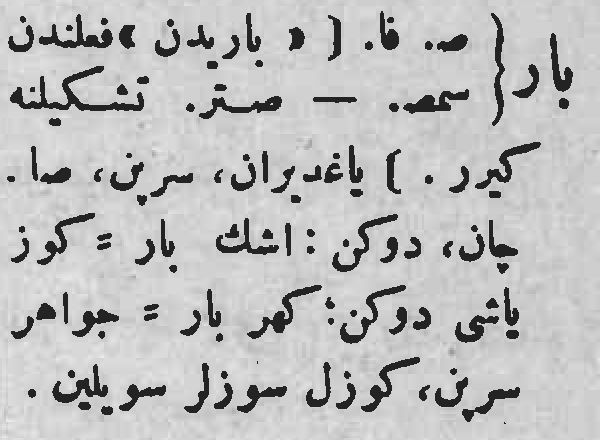 بار { ص. فا. [ « باریدن » فعلندن
سمص. — صتر. تشکیلنه
کیرر . ] یاغدیران، سرپن، صا.
چان، دوکن : اشك بار = کوز
یاشی دوکن؛ کهر بار = جواهر
سرپن، کوزل سوزلر سویلین .